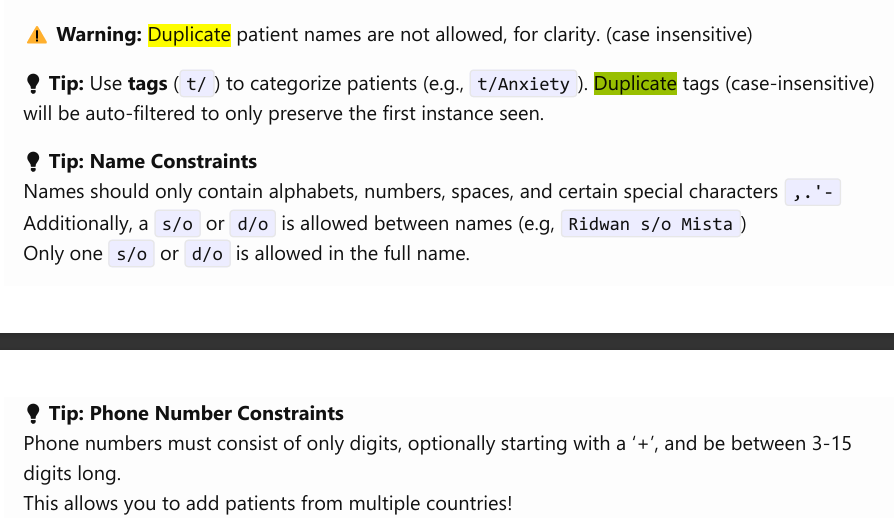 ⚠ Warning: Duplicate patient names are not allowed, for clarity. (case insensitive)
💡 Tip: Use tags ( t/ ) to categorize patients (e.g., t/Anxiety ). Duplicate tags (case-insensitive)
will be auto-filtered to only preserve the first instance seen.
💡 Tip: Name Constraints
Names should only contain alphabets, numbers, spaces, and certain special characters ,.'-
Additionally, a s/o or d/o is allowed between names (e.g, Ridwan s/o Mista )
Only one s/o or d/o is allowed in the full name.
💡 Tip: Phone Number Constraints
Phone numbers must consist of only digits, optionally starting with a ‘+’, and be between 3-15
digits long.
This allows you to add patients from multiple countries!